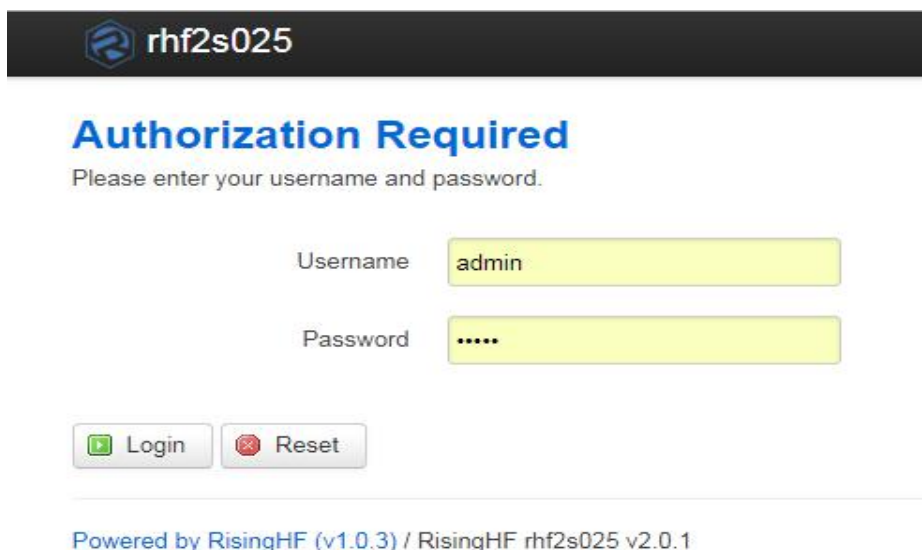 rhf2s025
Authorization Required
Please enter your username and password.
Username admin
Password •••••
Login Reset
Powered by RisingHF (v1.0.3) / RisingHF rhf2s025 v2.0.1